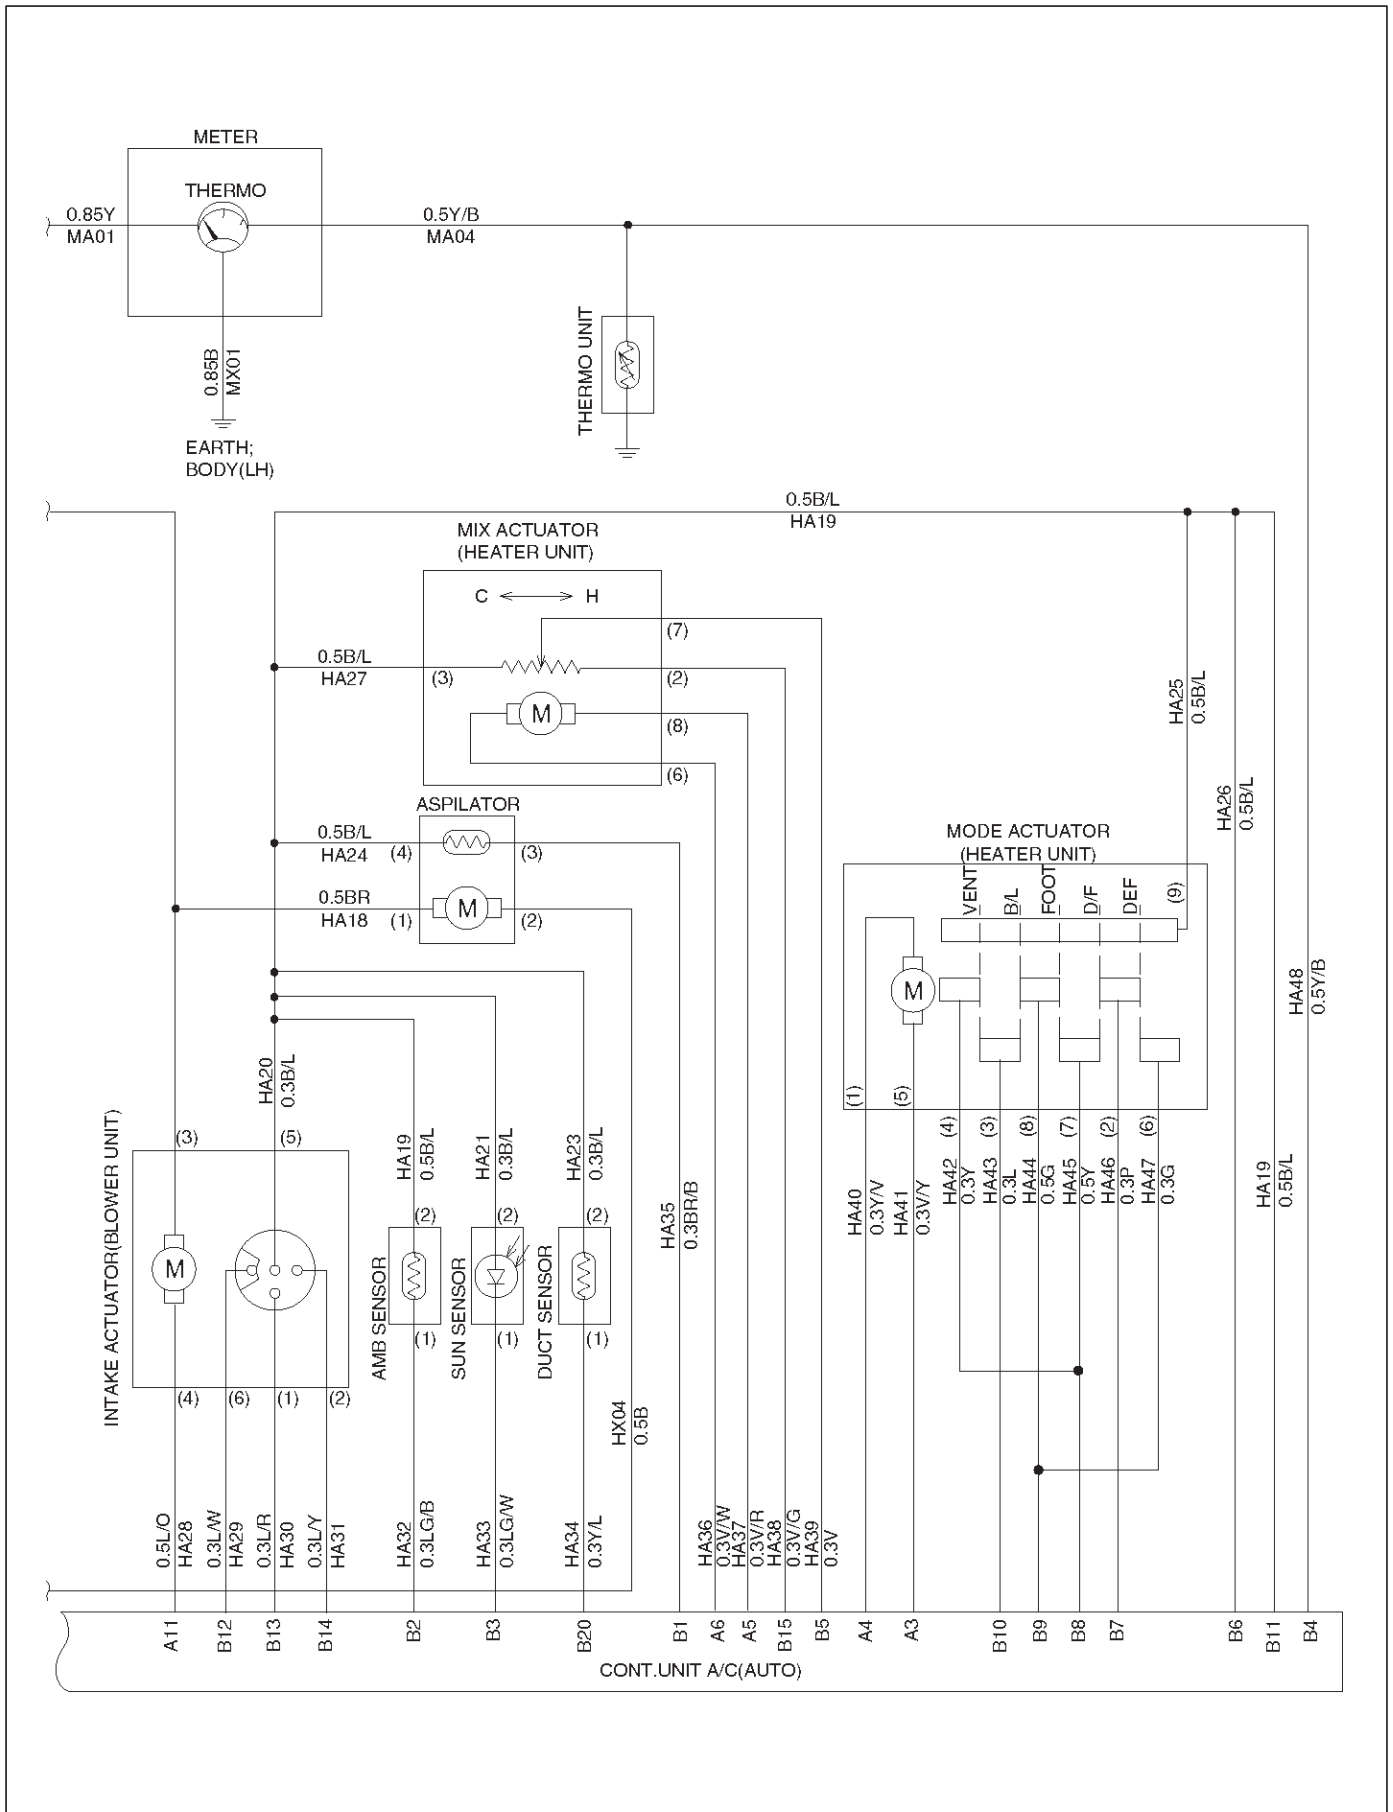 METER
THERMO
0.85Y
MA01
0.5Y/B
MA04
0.85B
MX01
EARTH;
BODY(LH)
THERMO UNIT
0.5B/L
HA19
MIX ACTUATOR
(HEATER UNIT)
C
H
(7)
0.5B/L
HA27
(3)
(2)
M
(8)
(6)
HA25
0.5B/L
HA26
0.5B/L
ASPILATOR
0.5B/L
HA24
(4)
(3)
0.5BR
HA18
(1)
M
(2)
MODE ACTUATOR
(HEATER UNIT)
VENT
B/L
FOOT
D/F
DEF
(9)
M
(1)
(5)
(4)
(3)
(8)
(7)
(2)
(6)
HA48
0.5Y/B
HA20
0.3B/L
INTAKE ACTUATOR(BLOWER UNIT)
(3)
(5)
M
(4)
(6)
(1)
(2)
HA19
0.5B/L
HA21
0.3B/L
HA23
0.3B/L
(2)
(2)
(2)
AMB SENSOR
SUN SENSOR
DUCT SENSOR
(1)
(1)
(1)
HA35
0.3BR/B
HA40
0.3Y/V
HA41
0.3V/Y
HA42
0.3Y
HA43
0.3L
HA44
0.5G
HA45
0.5Y
HA46
0.3P
HA47
0.3G
HA19
0.5B/L
HX04
0.5B
0.5L/O
HA28
0.3L/W
HA29
0.3L/R
HA30
0.3L/Y
HA31
HA32
0.3LG/B
HA33
0.3LG/W
HA34
0.3Y/L
HA36
0.3V/W
HA37
0.3V/R
HA38
0.3V/G
HA39
0.3V
A11
B12
B13
B14
B2
B3
B20
B1
A6
A5
B15
B5
A4
A3
B10
B9
B8
B7
B6
B11
B4
CONT.UNIT A/C(AUTO)